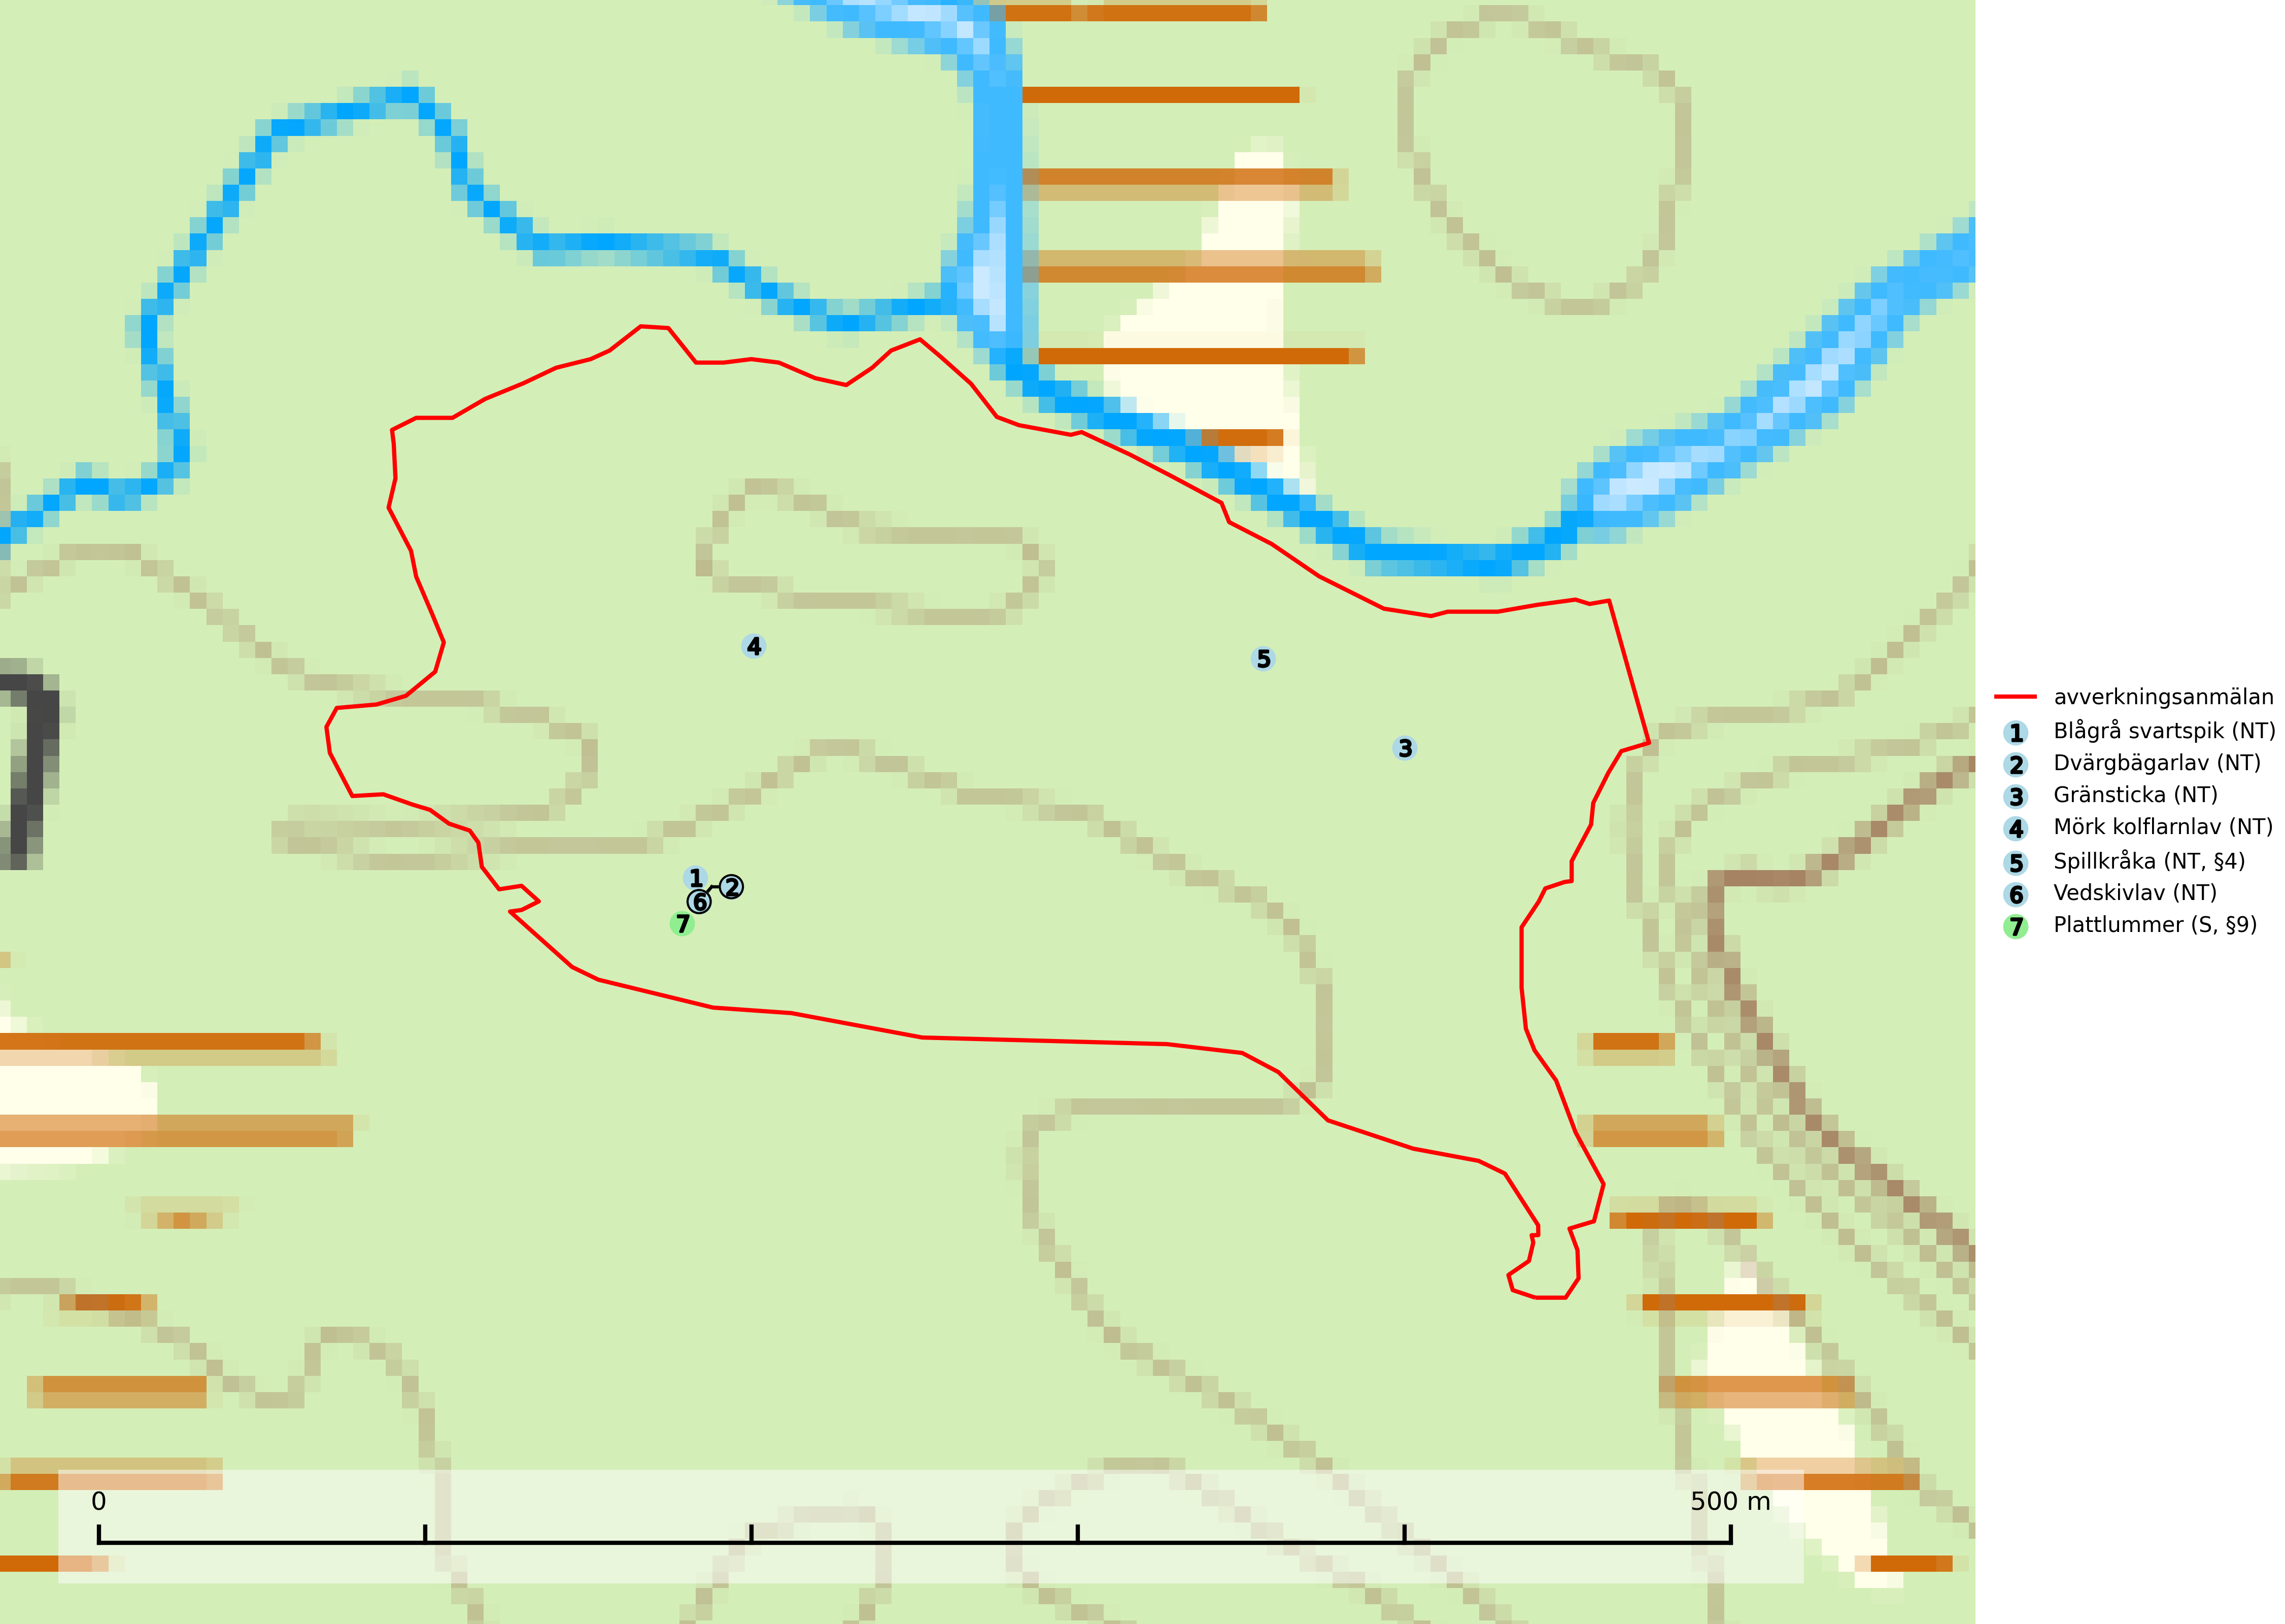 4
5
3
1
2
6
7
avverkningsanmälan
1 Blågrå svartspik (NT)
2 Dvärgbägarlav (NT)
3 Gränsticka (NT)
4 Mörk kolflarnlav (NT)
5 Spillkråka (NT, §4)
6 Vedskivlav (NT)
7 Plattlummer (S, §9)
0 500 m